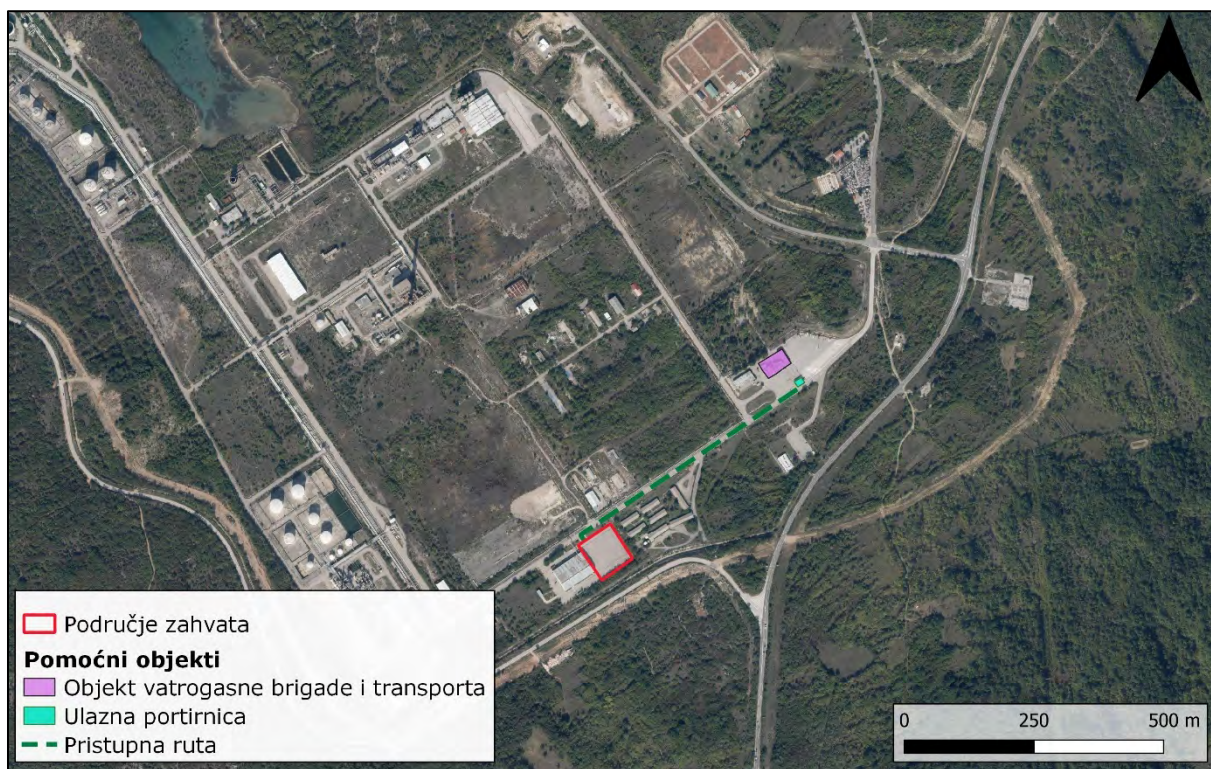 Područje zahvata
Pomoćni objekti
Objekt vatrogasne brigade i transporta
Ulazna portirnica
Pristupna ruta
0 250 500 m